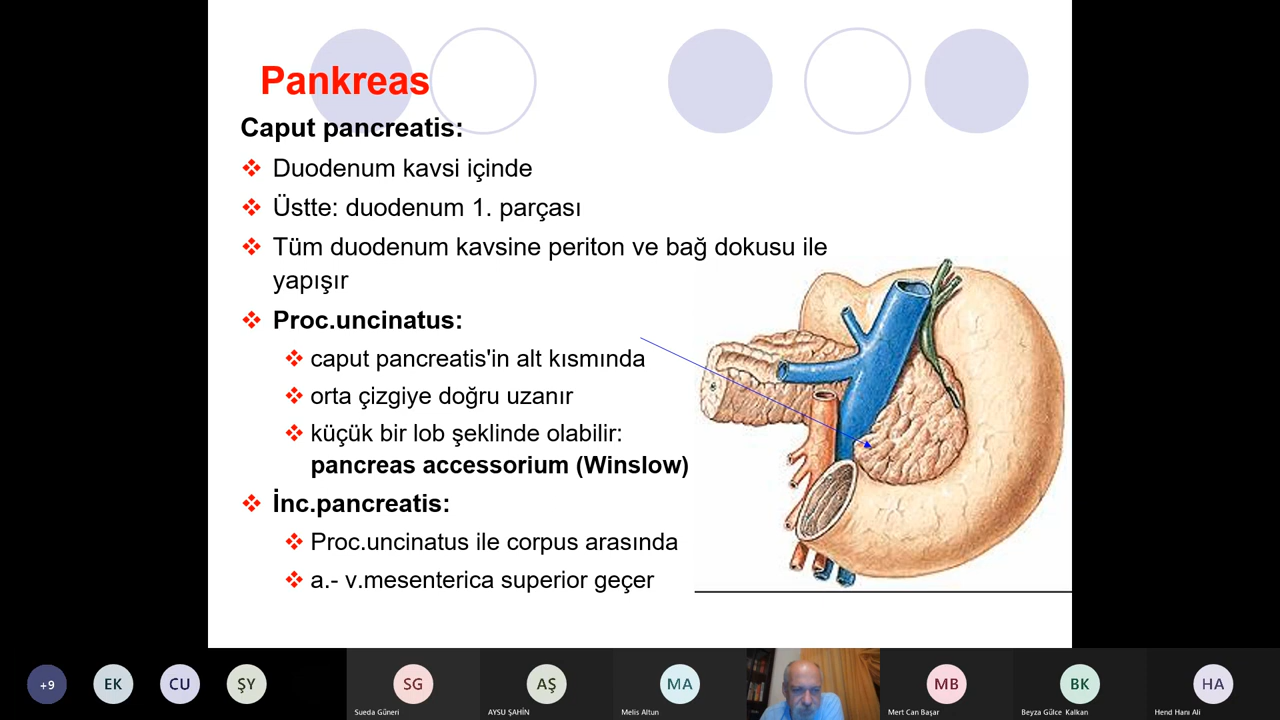 Pankreas
Caput pancreatis:
Duodenum kavsi içinde
Üstte: duodenum 1. parçası
Tüm duodenum kavsine periton ve bağ dokusu ile
yapışır
Proc.uncinatus:
caput pancreatis'in alt kısmında
orta çizgiye doğru uzanır
küçük bir lob şeklinde olabilir:
pancreas accessorium (Winslow)
İnc.pancreatis:
Proc.uncinatus ile corpus arasında
a.- v.mesenterica superior geçer
+9 EK CU ŞY SG AŞ MA MB BK HA
Sueda Güneri AYSU ŞAHİN Melis Altun Mert Can Başar Beyza Gülce Kalkan Hend Hanı Ali